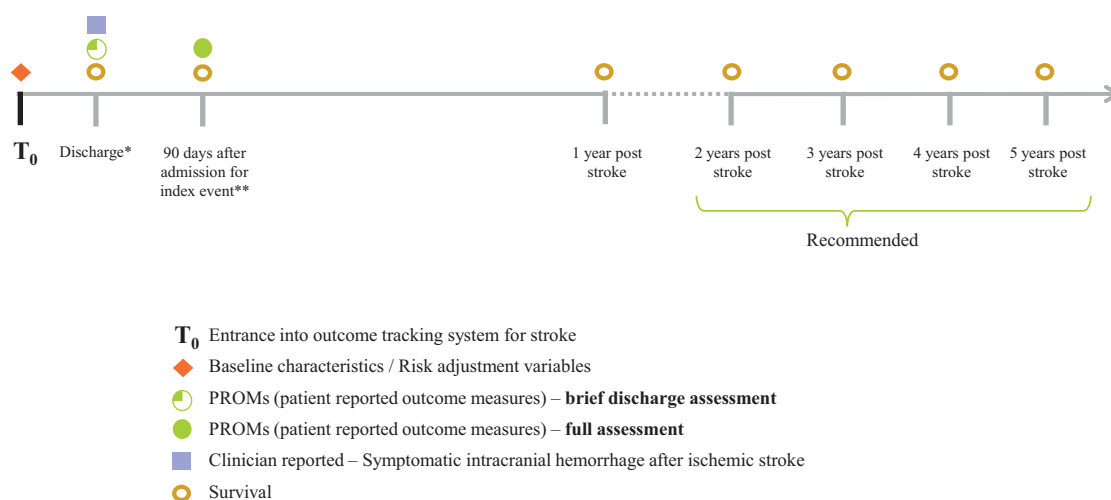 T0 Discharge* 90 days after 1 year post 2 years post 3 years post 4 years post 5 years post
admission for stroke stroke stroke stroke stroke
index event**
Recommended
T0 Entrance into outcome tracking system for stroke
Baseline characteristics / Risk adjustment variables
PROMs (patient reported outcome measures) – brief discharge assessment
PROMs (patient reported outcome measures) – full assessment
Clinician reported – Symptomatic intracranial hemorrhage after ischemic stroke
Survival